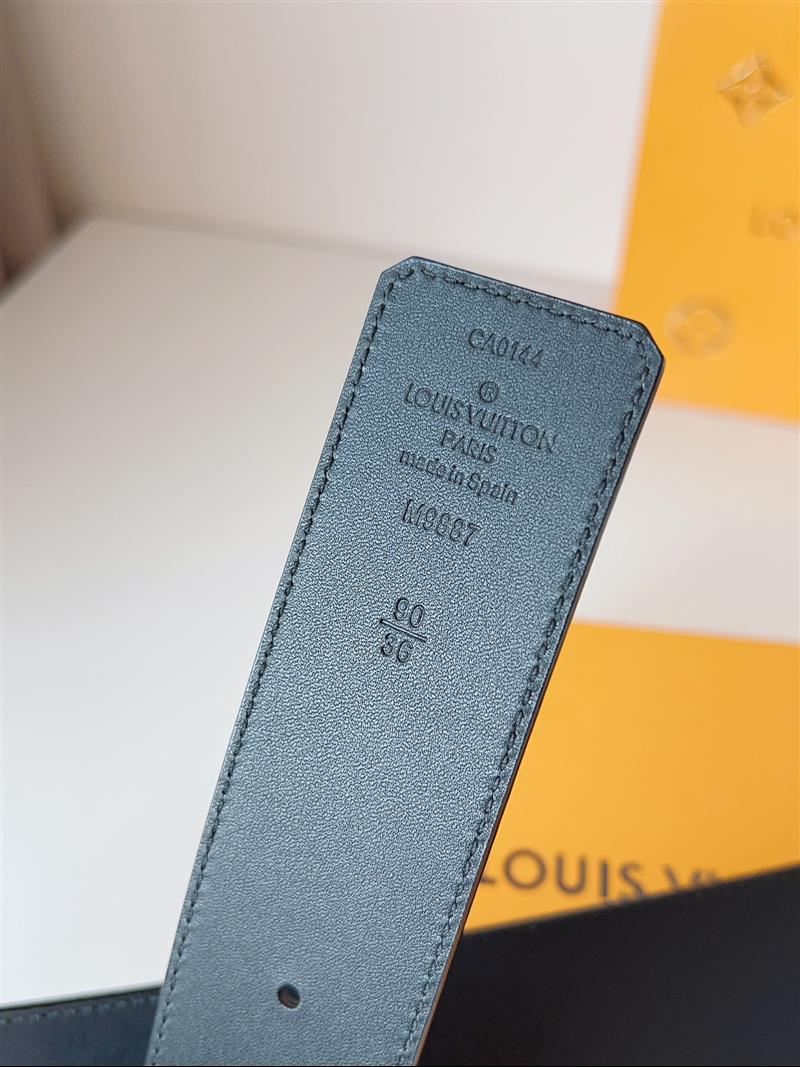 CA0144
®
LOUIS VUITTON
PARIS
made in Spain
M9887
90
36
LOUIS